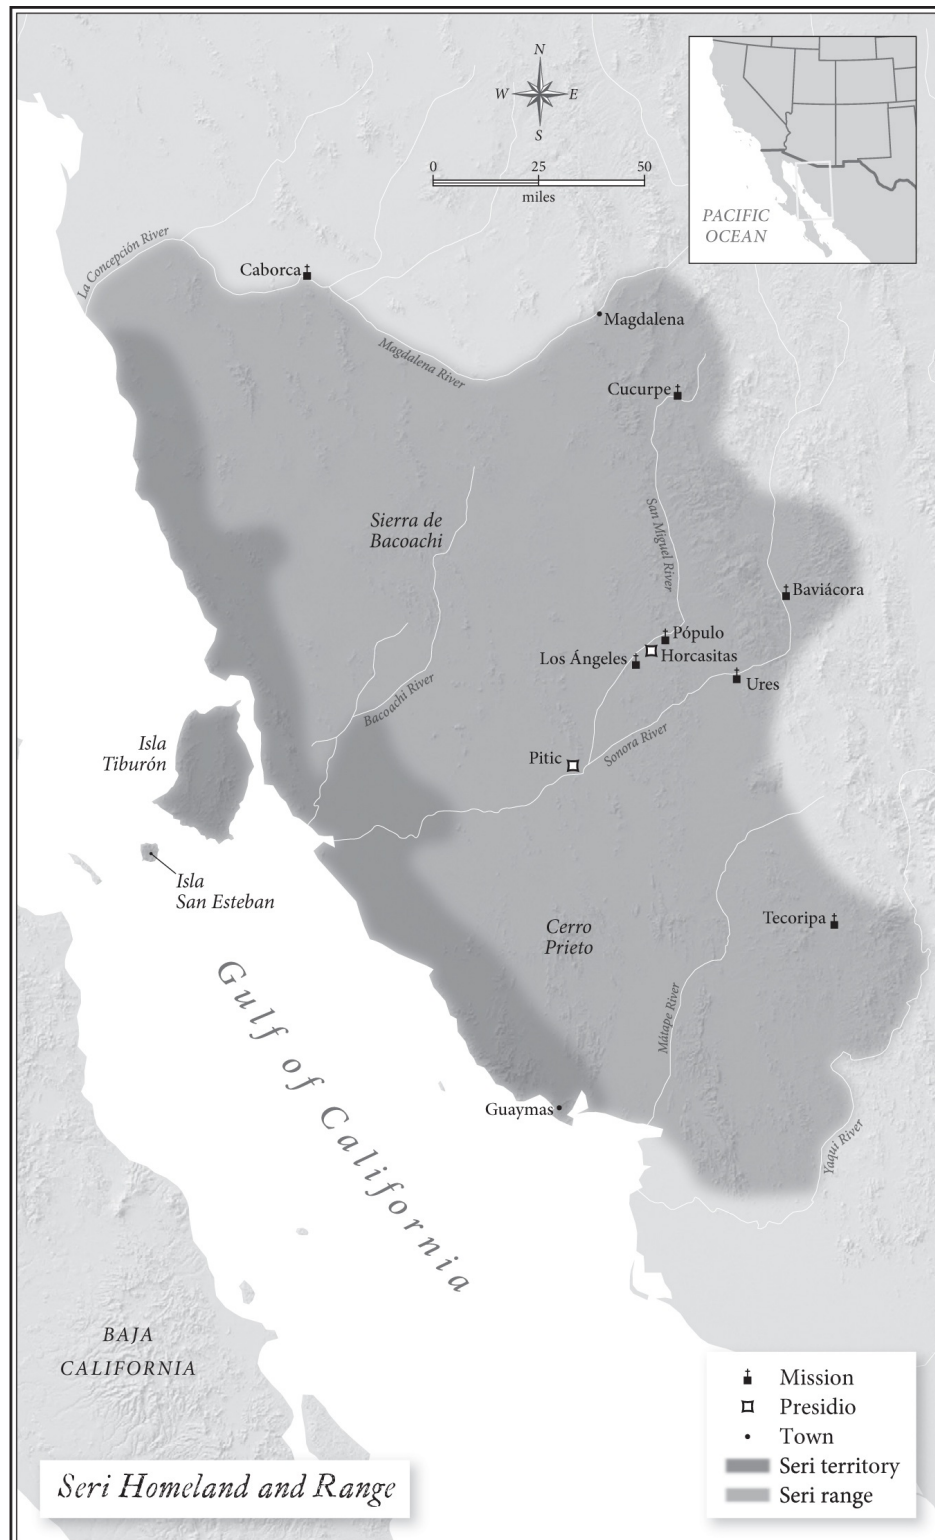 N
W
E
S
0
25
50
miles
PACIFIC
OCEAN
La Concepción River
Caborca
Magdalena
Magdalena River
Cucurpe
Sierra de
Bacoachi
San Miguel River
Baviácora
Pópulo
Horcasitas
Los Ángeles
Ures
Bacoachi River
Sonora River
Isla
Tiburón
Pitic
Isla
San Esteban
Tecoripa
Cerro
Prieto
Gulf of California
Mátape River
Guaymas
Yaqui River
BAJA
CALIFORNIA
Mission
Presidio
Town
Seri territory
Seri range
Seri Homeland and Range